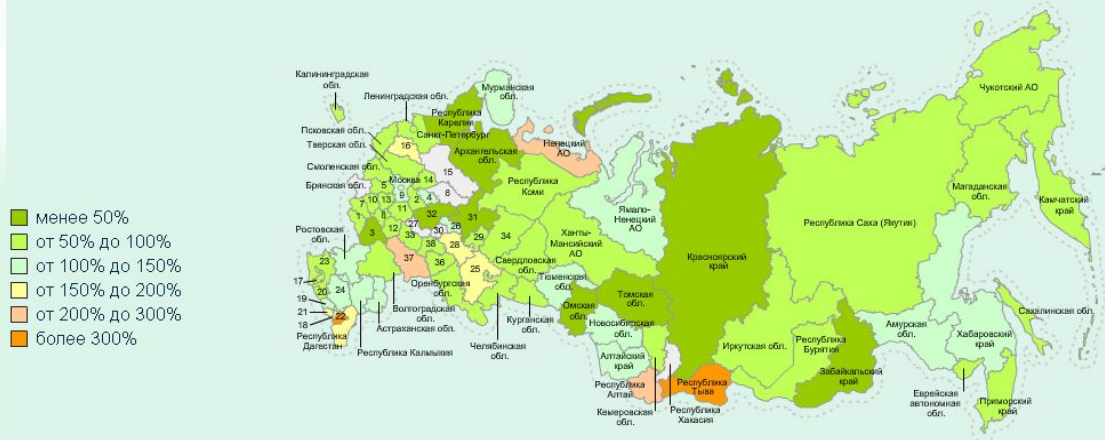 менее 50%
от 50% до 100%
от 100% до 150%
от 150% до 200%
от 200% до 300%
более 300%
Калининградская
обл.
Ленинградская обл.
Мурманская
обл.
Республика
Карелия
Санкт-Петербург
Псковская обл.
Тверская обл.
Смоленская обл.
Брянская обл.
Москва
Архангельская
обл.
Ненецкий
АО
Республика
Коми
Ямало-
Ненецкий
АО
Ханты-
Мансийский
АО
Свердловская
обл.
Тюменская
обл.
Ростовская
обл.
Оренбургская
обл.
Волгоградская
обл.
Астраханская обл.
Республика Калмыкия
Республика
Дагестан
Челябинская
обл.
Курганская
обл.
Омская
обл.
Томская
обл.
Новосибирская
обл.
Алтайский
край
Республика
Алтай
Кемеровская
обл.
Республика
Хакасия
Республика
Тыва
Красноярский
край
Иркутская обл.
Республика
Бурятия
Забайкальский
край
Республика Саха (Якутия)
Чукотский АО
Магаданская
обл.
Камчатский
край
Сахалинская обл.
Амурская
обл.
Хабаровский
край
Еврейская
автономная
обл.
Приморский
край
16
15
14
5
9
2
4
6
7
10
13
1
8
11
3
12
32
27
30
26
31
33
38
28
29
34
37
36
25
23
17
20
24
19
21
18
22